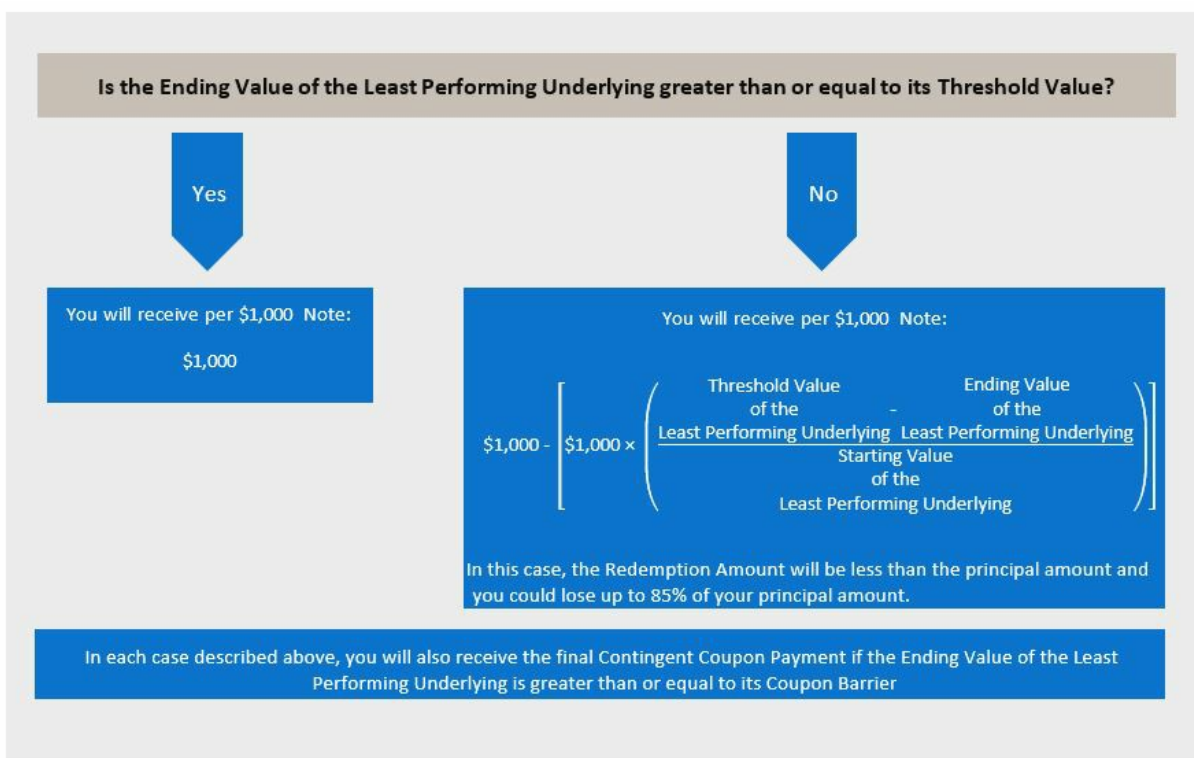 Is the Ending Value of the Least Performing Underlying greater than or equal to its Threshold Value?
Yes
No
You will receive per $1,000 Note:
$1,000
You will receive per $1,000 Note:
Threshold Value Ending Value
of the - of the
Least Performing Underlying Least Performing Underlying
$1,000 - [$1,000 × ( )]
Starting Value
of the
Least Performing Underlying
In this case, the Redemption Amount will be less than the principal amount and
you could lose up to 85% of your principal amount.
In each case described above, you will also receive the final Contingent Coupon Payment if the Ending Value of the Least
Performing Underlying is greater than or equal to its Coupon Barrier